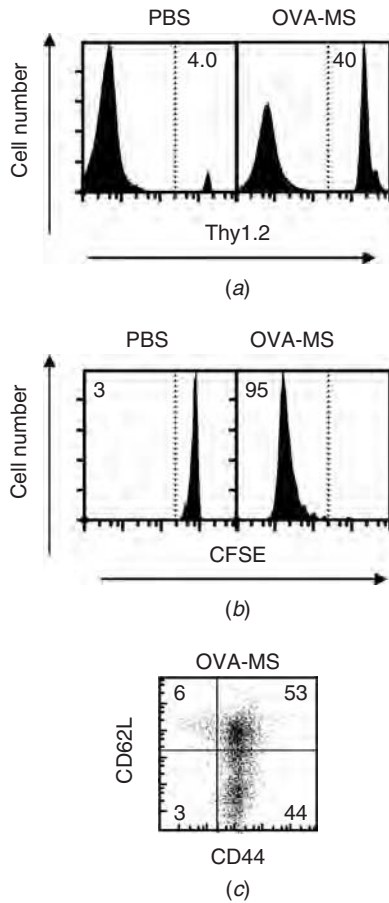 PBS OVA-MS
4.0 40
Cell number
Thy1.2
(a)
PBS OVA-MS
3 95
Cell number
CFSE
(b)
OVA-MS
6 53
CD62L
3 44
CD44
(c)